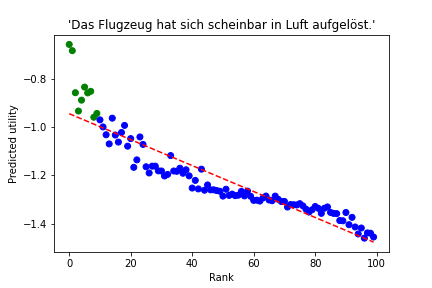 'Das Flugzeug hat sich scheinbar in Luft aufgelöst.'
Predicted utility
−0.8
−1.0
−1.2
−1.4
0 20 40 60 80 100
Rank